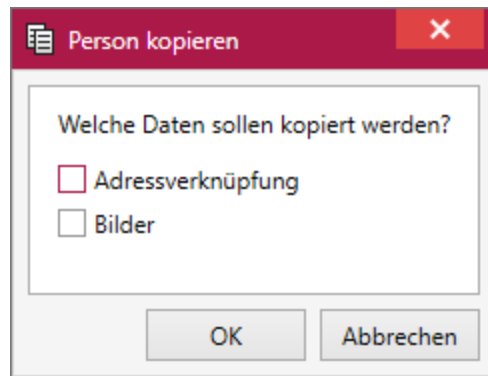 Person kopieren
Welche Daten sollen kopiert werden?
Adressverknüpfung
Bilder
OK
Abbrechen